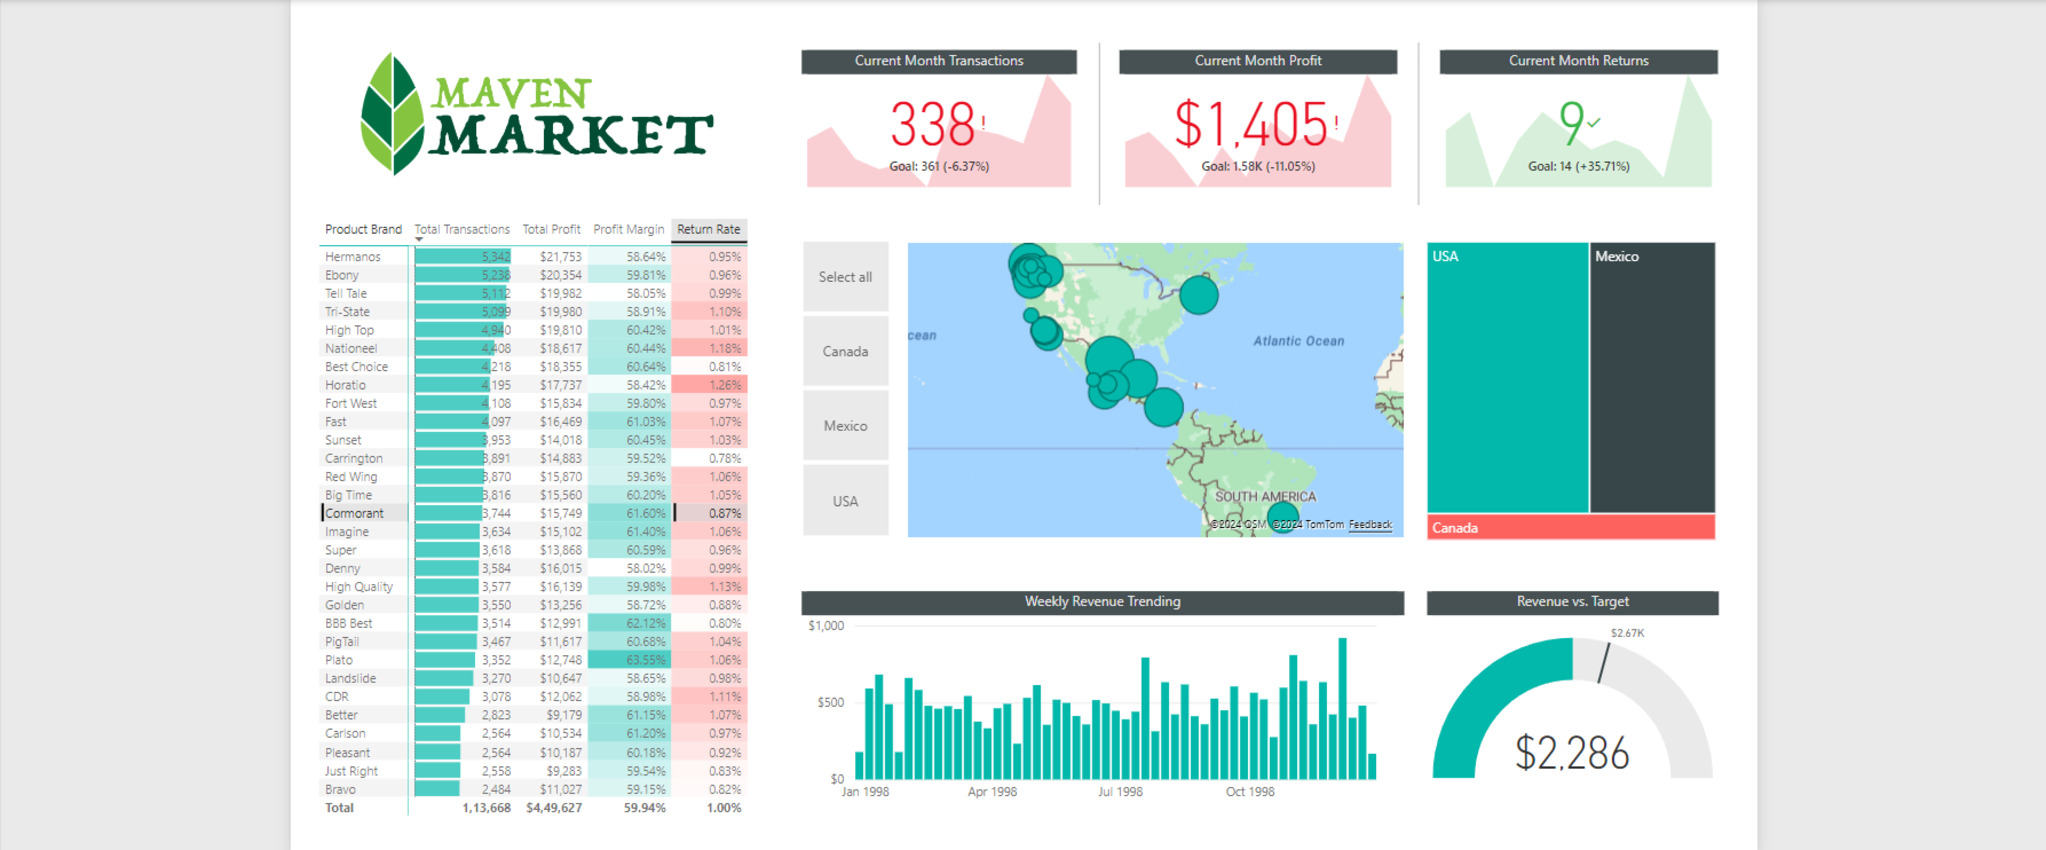 MAVEN
MARKET
Current Month Transactions
338!
Goal: 361 (-6.37%)
Current Month Profit
$1,405!
Goal: 1.58K (-11.05%)
Current Month Returns
9
Goal: 14 (+35.71%)
Product Brand Total Transactions Total Profit Profit Margin Return Rate
Hermanos 5,342 $21,753 58.64% 0.95%
Ebony 5,238 $20,354 59.81% 0.96%
Tell Tale 5,112 $19,982 58.05% 0.99%
Tri-State 5,099 $19,980 58.91% 1.10%
High Top 4,940 $19,810 60.42% 1.01%
Nationeel 4,408 $18,617 60.44% 1.18%
Best Choice 4,218 $18,355 60.64% 0.81%
Horatio 4,195 $17,737 58.42% 1.26%
Fort West 4,108 $15,834 59.80% 0.97%
Fast 4,097 $16,469 61.03% 1.07%
Sunset 3,953 $14,018 60.45% 1.03%
Carrington 3,891 $14,883 59.52% 0.78%
Red Wing 3,870 $15,870 59.36% 1.06%
Big Time 3,816 $15,560 60.20% 1.05%
Cormorant 3,744 $15,749 61.60% 0.87%
Imagine 3,634 $15,102 61.40% 1.06%
Super 3,618 $13,868 60.59% 0.96%
Denny 3,584 $16,015 58.02% 0.99%
High Quality 3,577 $16,139 59.98% 1.13%
Golden 3,550 $13,256 58.72% 0.88%
BBB Best 3,514 $12,991 62.12% 0.80%
PigTail 3,467 $11,617 60.68% 1.04%
Plato 3,352 $12,748 63.55% 1.06%
Landslide 3,270 $10,647 58.65% 0.98%
CDR 3,078 $12,062 58.98% 1.11%
Better 2,823 $9,179 61.15% 1.07%
Carlson 2,564 $10,534 61.20% 0.97%
Pleasant 2,564 $10,187 60.18% 0.92%
Just Right 2,558 $9,283 59.54% 0.83%
Bravo 2,484 $11,027 59.15% 0.82%
Total 1,13,668 $4,49,627 59.94% 1.00%
Select all
Canada
Mexico
USA
cean
Atlantic Ocean
SOUTH AMERICA
©2024 OSM ©2024 TomTom Feedback
USA
Mexico
Canada
Weekly Revenue Trending
$1,000
$500
$0
Jan 1998 Apr 1998 Jul 1998 Oct 1998
Revenue vs. Target
$2.67K
$2,286